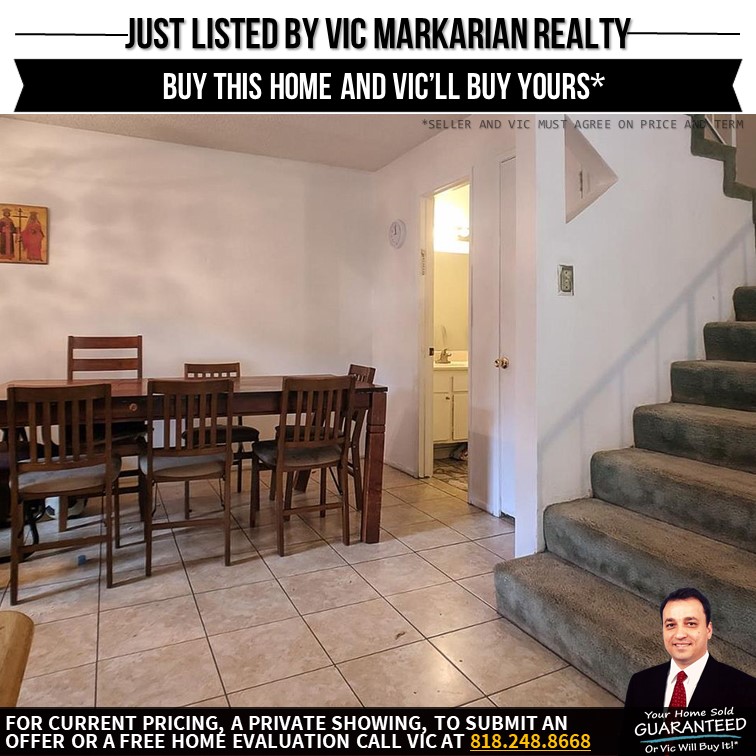 JUST LISTED BY VIC MARKARIAN REALTY
BUY THIS HOME AND VIC'LL BUY YOURS*
*SELLER AND VIC MUST AGREE ON PRICE AND TERM
Your Home Sold
GUARANTEED
Or Vic Will Buy It!
FOR CURRENT PRICING, A PRIVATE SHOWING, TO SUBMIT AN
OFFER OR A FREE HOME EVALUATION CALL VIC AT 818.248.8668